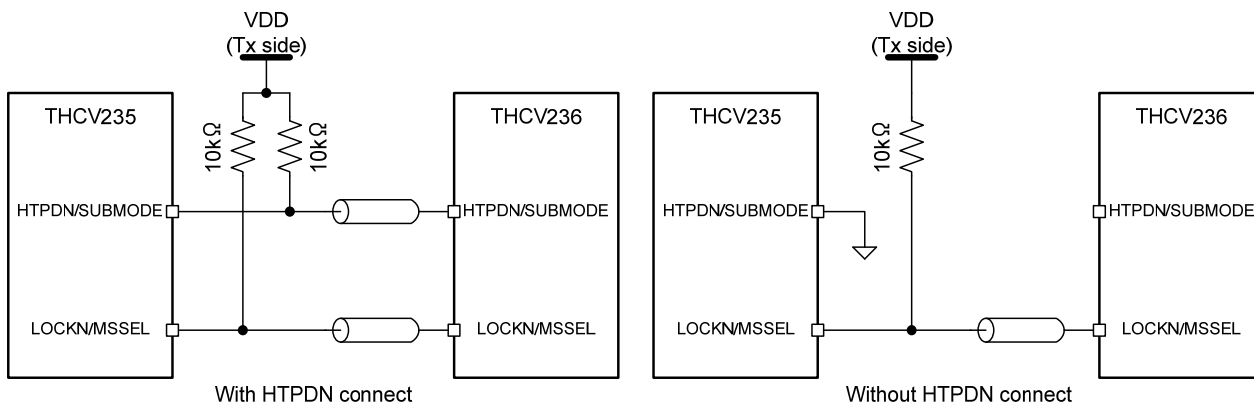 VDD
(Tx side)
THCV235
THCV236
10kΩ
10kΩ
HTPDN/SUBMODE
HTPDN/SUBMODE
LOCKN/MSSEL
LOCKN/MSSEL
With HTPDN connect
VDD
(Tx side)
THCV235
THCV236
10kΩ
HTPDN/SUBMODE
HTPDN/SUBMODE
LOCKN/MSSEL
LOCKN/MSSEL
Without HTPDN connect